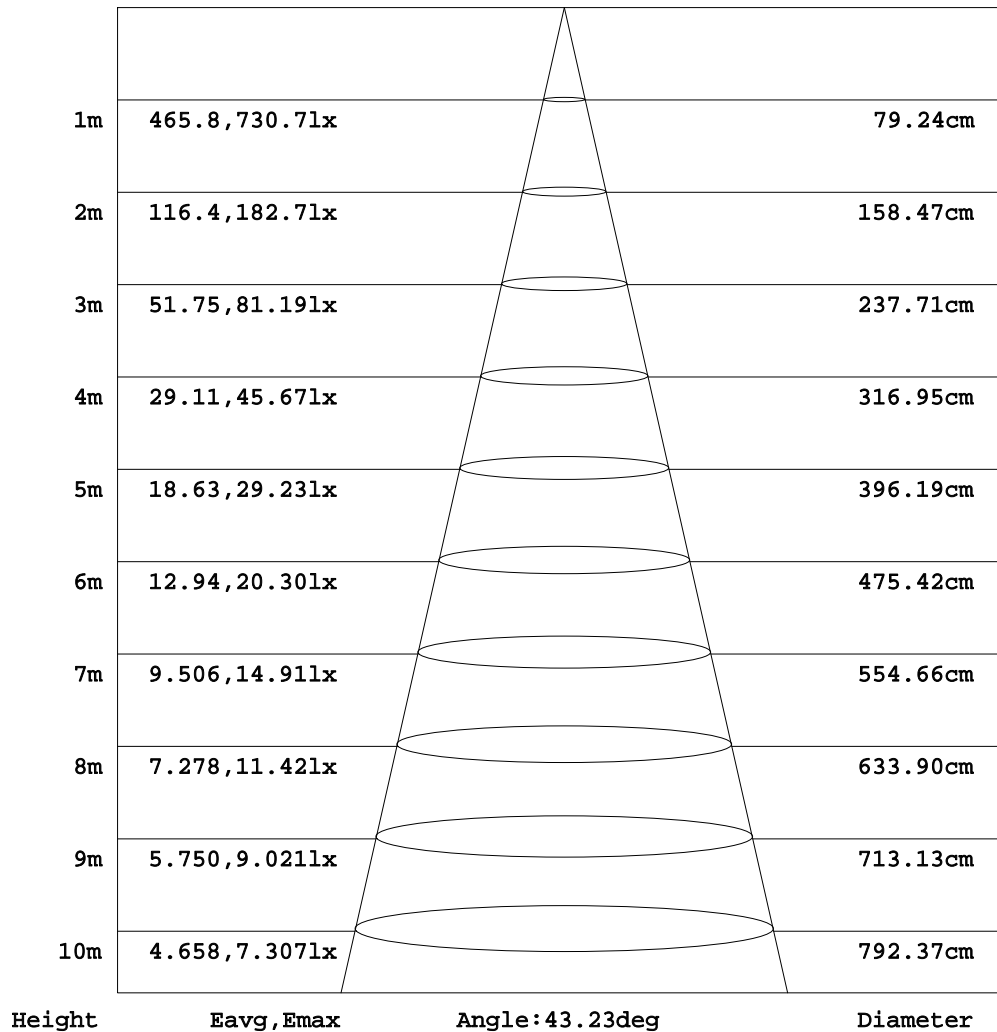 1m 465.8,730.7lx 79.24cm
2m 116.4,182.7lx 158.47cm
3m 51.75,81.19lx 237.71cm
4m 29.11,45.67lx 316.95cm
5m 18.63,29.23lx 396.19cm
6m 12.94,20.30lx 475.42cm
7m 9.506,14.91lx 554.66cm
8m 7.278,11.42lx 633.90cm
9m 5.750,9.021lx 713.13cm
10m 4.658,7.307lx 792.37cm
Height Eavg,Emax Angle:43.23deg Diameter